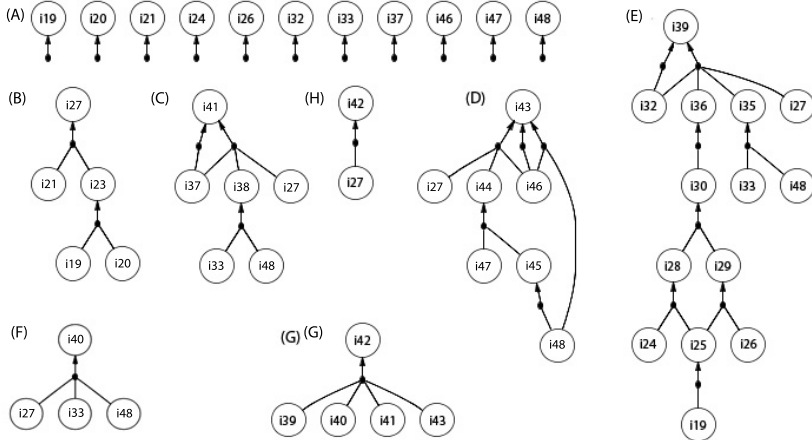 (A) i19 i20 i21 i24 i26 i32 i33 i37 i46 i47 i48
(B) i27
i21 i23
i19 i20
(C) i41
i37 i38 i27
i33 i48
(H) i42
i27
(D) i43
i27 i44 i46
i47 i45
i48
(E) i39
i32 i36 i35 i27
i30 i33 i48
i28 i29
i24 i25 i26
i19
(F) i40
i27 i33 i48
(G) (G) i42
i39 i40 i41 i43